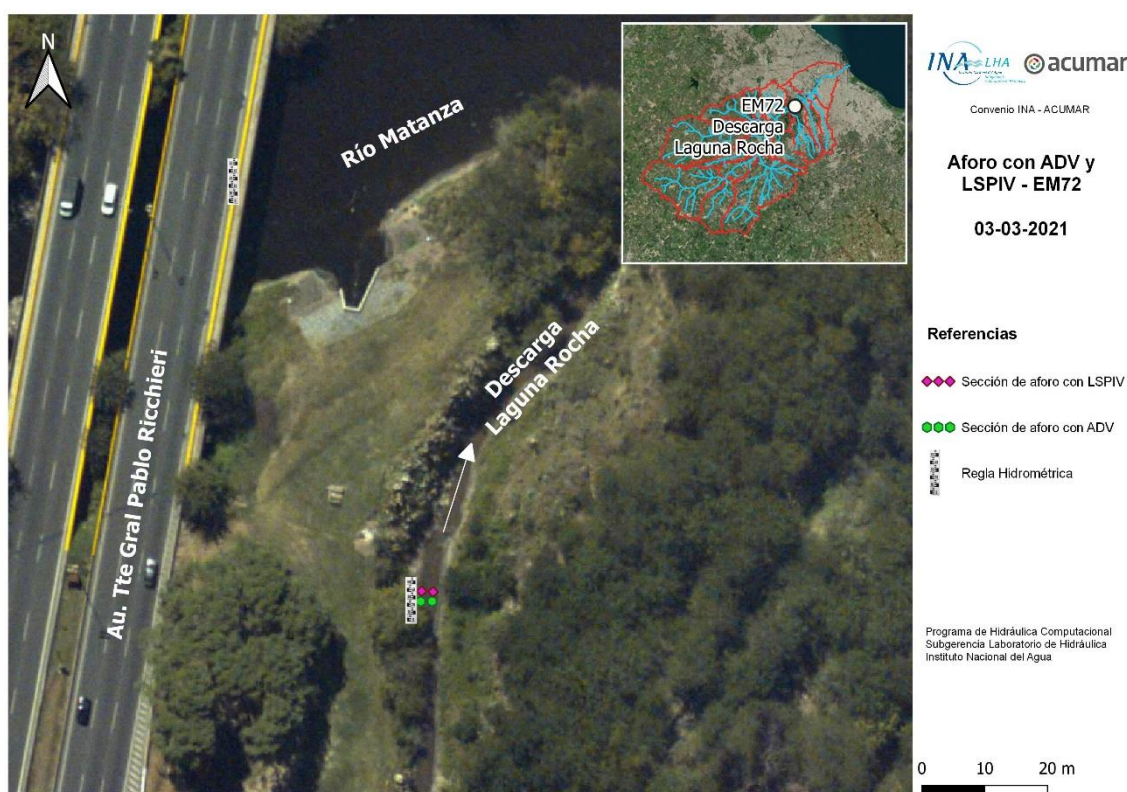 N
Río Matanza
EM72
Descarga
Laguna Rocha
Au. Tte Gral Pablo Ricchieri
Descarga
Laguna Rocha
INA LHA
acumar
Convenio INA - ACUMAR
Aforo con ADV y
LSPIV - EM72
03-03-2021
Referencias
Sección de aforo con LSPIV
Sección de aforo con ADV
Regla Hidrométrica
Programa de Hidráulica Computacional
Subgerencia Laboratorio de Hidráulica
Instituto Nacional del Agua
0 10 20 m